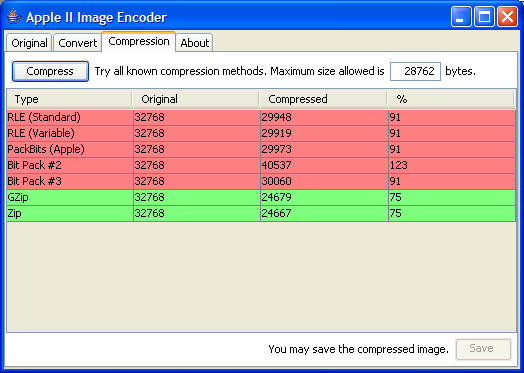 Apple II Image Encoder
Original Convert Compression About
Compress Try all known compression methods. Maximum size allowed is 28762 bytes.
Type Original Compressed %
RLE (Standard) 32768 29948 91
RLE (Variable) 32768 29919 91
PackBits (Apple) 32768 29973 91
Bit Pack #2 32768 40537 123
Bit Pack #3 32768 30060 91
GZip 32768 24679 75
Zip 32768 24667 75
You may save the compressed image. Save